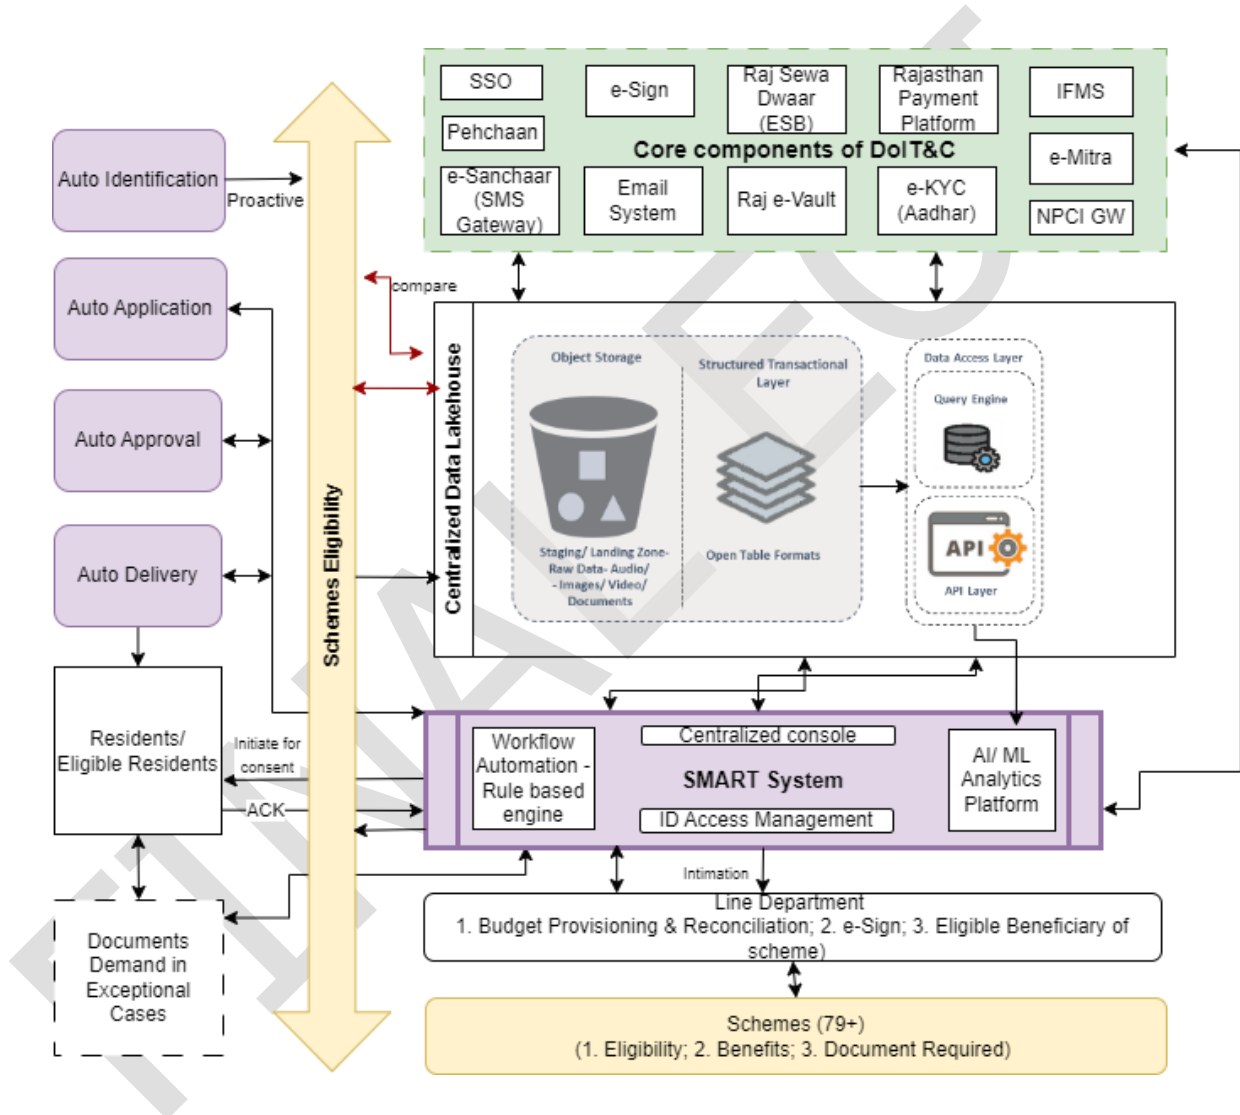 SSO
e-Sign
Raj Sewa
Dwaar
(ESB)
Rajasthan
Payment
Platform
IFMS
Pehchaan
Core components of DoIT&C
e-Mitra
e-Sanchaar
(SMS
Gateway)
Email
System
Raj e-Vault
e-KYC
(Aadhar)
NPCI GW
Auto Identification
Proactive
Auto Application
Auto Approval
Auto Delivery
Schemes Eligibility
compare
Centralized Data Lakehouse
Object Storage
Structured Transactional
Layer
Data Access Layer
Query Engine
Staging/ Landing Zone-
Raw Data- Audio/
- Images/ Video/
Documents
Open Table Formats
API
API Layer
Residents/
Eligible Residents
Initiate for
consent
ACK
Workflow
Automation -
Rule based
engine
Centralized console
SMART System
ID Access Management
AI/ ML
Analytics
Platform
Intimation
Line Department
1. Budget Provisioning & Reconciliation; 2. e-Sign; 3. Eligible Beneficiary of
scheme)
Documents
Demand in
Exceptional
Cases
Schemes (79+)
(1. Eligibility; 2. Benefits; 3. Document Required)